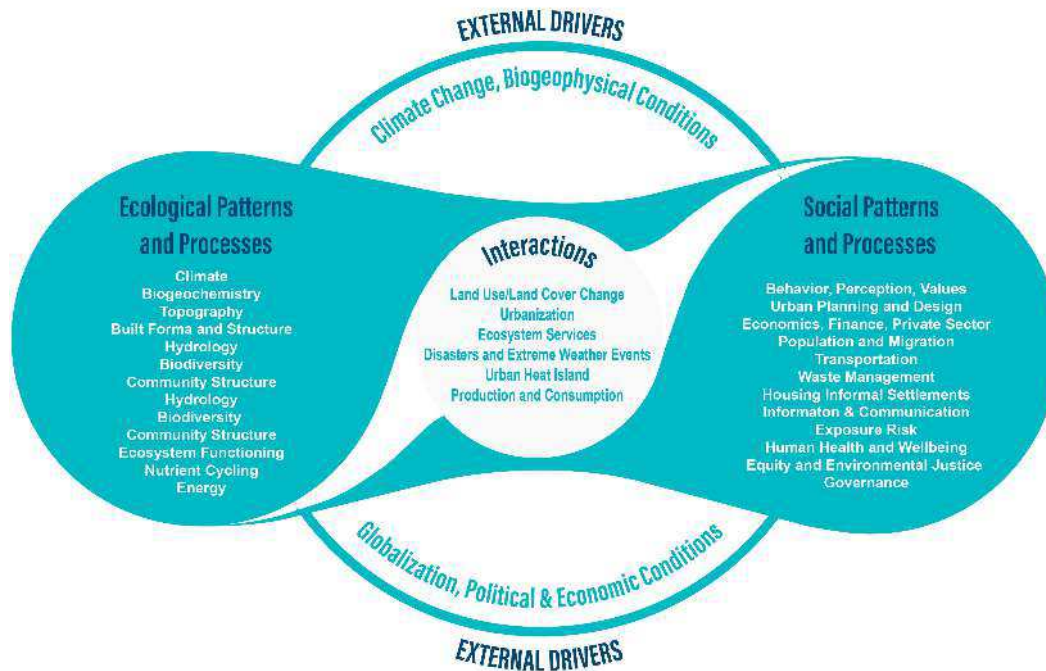 EXTERNAL DRIVERS
Climate Change, Biogeophysical Conditions
Ecological Patterns
and Processes
Climate
Biogeochemistry
Topography
Built Forma and Structure
Hydrology
Biodiversity
Community Structure
Hydrology
Biodiversity
Community Structure
Ecosystem Functioning
Nutrient Cycling
Energy
Interactions
Land Use/Land Cover Change
Urbanization
Ecosystem Services
Disasters and Extreme Weather Events
Urban Heat Island
Production and Consumption
Social Patterns
and Processes
Behavior, Perception, Values
Urban Planning and Design
Economics, Finance, Private Sector
Population and Migration
Transportation
Waste Management
Housing Informal Settlements
Informaton & Communication
Exposure Risk
Human Health and Wellbeing
Equity and Environmental Justice
Governance
Globalization, Political & Economic Conditions
EXTERNAL DRIVERS